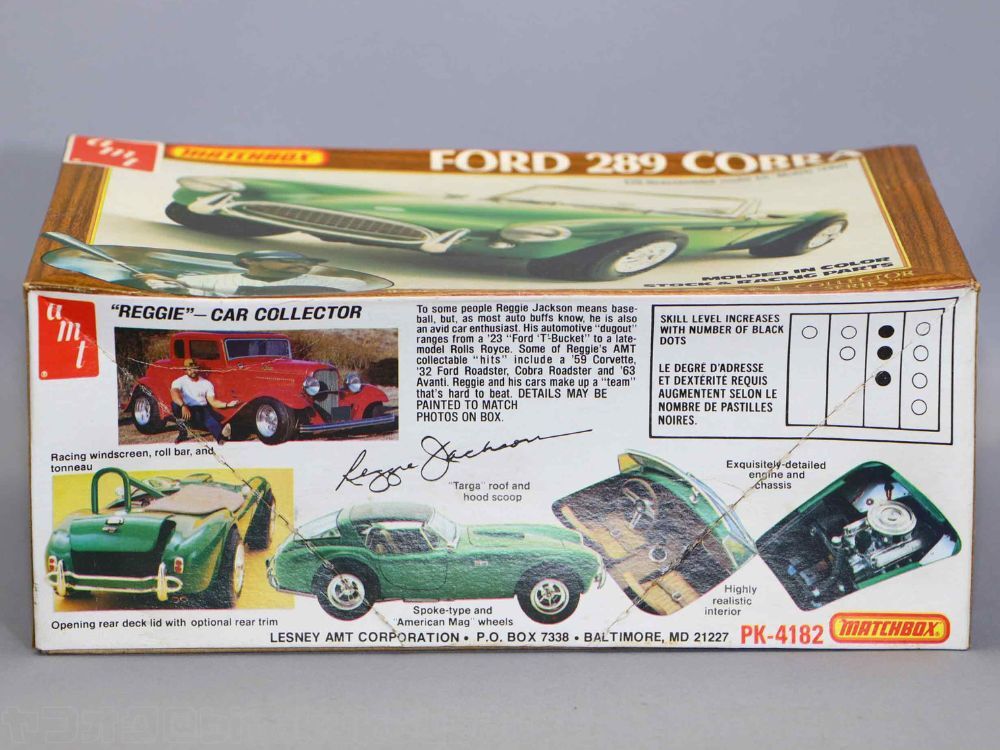 amt
MATCHBOX
FORD 289 COBRA
MOLDED IN COLOR
STOCK & RACING PARTS
COLLECTOR
SERIES
amt
®
"REGGIE"—CAR COLLECTOR
To some people Reggie Jackson means base-
ball, but, as most auto buffs know, he is also
an avid car enthusiast. His automotive "dugout"
ranges from a '23 "Ford 'T'-Bucket" to a late-
model Rolls Royce. Some of Reggie's AMT
collectable "hits" include a '59 Corvette,
'32 Ford Roadster, Cobra Roadster and '63
Avanti. Reggie and his cars make up a "team"
that's hard to beat. DETAILS MAY BE
PAINTED TO MATCH
PHOTOS ON BOX.
Reggie Jackson
SKILL LEVEL INCREASES
WITH NUMBER OF BLACK
DOTS
LE DEGRÉ D'ADRESSE
ET DEXTÉRITÉ REQUIS
AUGMENTENT SELON LE
NOMBRE DE PASTILLES
NOIRES.
Racing windscreen, roll bar, and
tonneau
"Targa" roof and
hood scoop
Exquisitely-detailed
engine and
chassis
Highly
realistic
interior
Spoke-type and
"American Mag" wheels
Opening rear deck lid with optional rear trim
LESNEY AMT CORPORATION • P.O. BOX 7338 • BALTIMORE, MD 21227
PK-4182
MATCHBOX